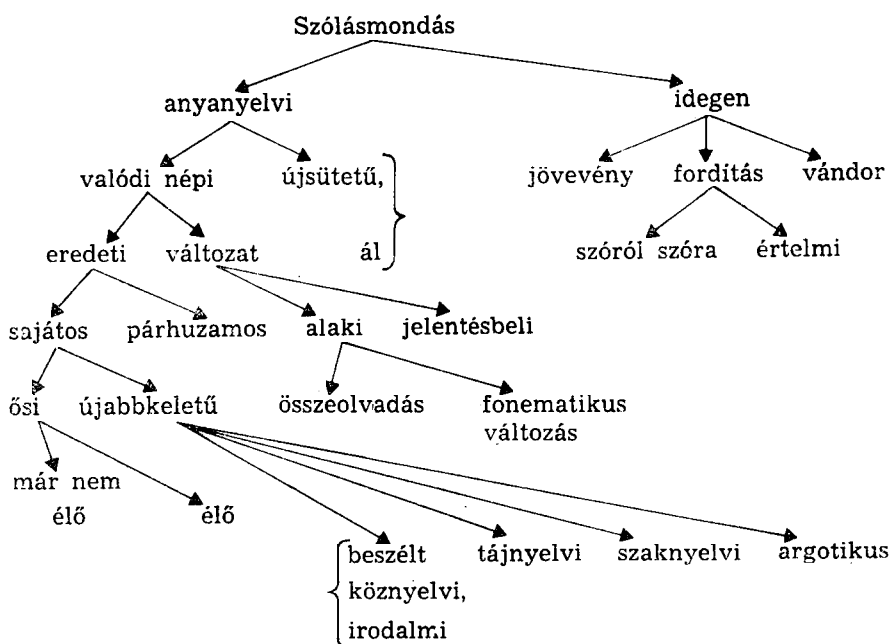 Szólásmondás
anyanyelvi idegen
valódi népi újsütetű, jövevény fordítás vándor
eredeti változat ál szóról szóra értelmi
sajátos párhuzamos alaki jelentésbeli
ősi újabbkeletű összeolvadás fonematikus
változás
már nem
élő élő
beszélt tájnyelvi szaknyelvi argotikus
köznyelvi,
irodalmi